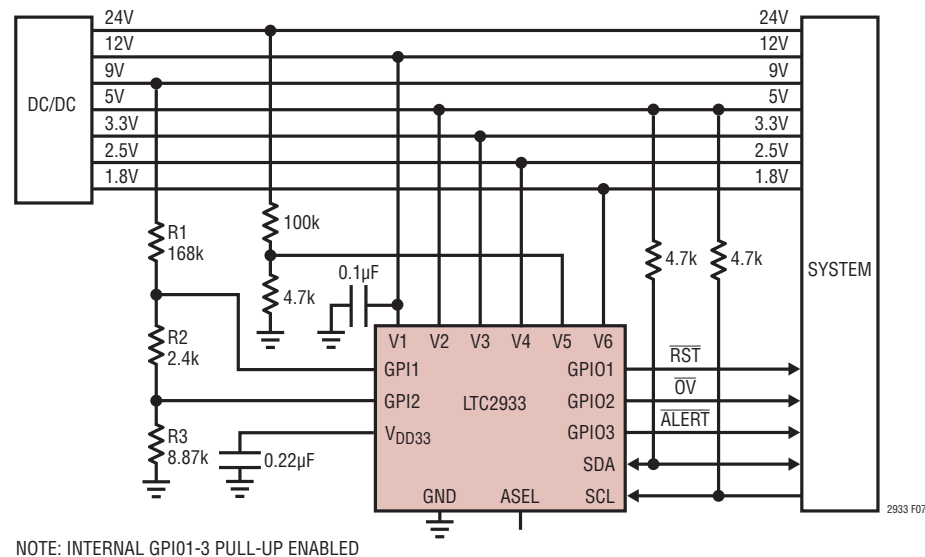 24V
24V
12V
12V
9V
9V
DC/DC
5V
5V
3.3V
3.3V
2.5V
2.5V
1.8V
1.8V
R1
168k
100k
4.7k
4.7k
SYSTEM
0.1µF
4.7k
R2
2.4k
V1 V2 V3 V4 V5 V6
GPI1
GPIO1
RST
GPI2
LTC2933
GPIO2
OV
VDD33
GPIO3
ALERT
R3
8.87k
0.22µF
SDA
GND
ASEL
SCL
2933 F07
NOTE: INTERNAL GPI01-3 PULL-UP ENABLED